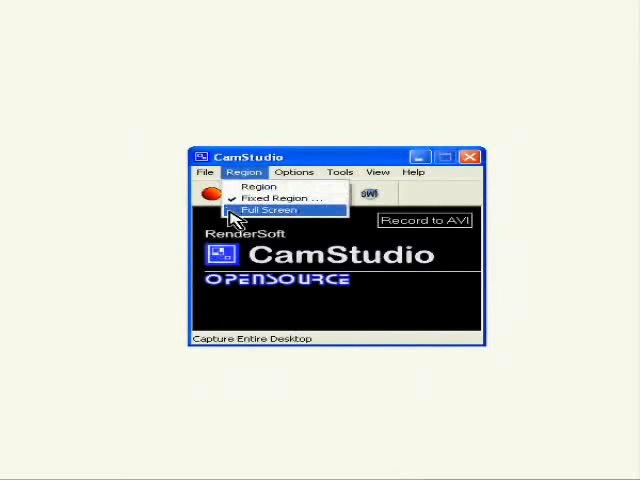 CamStudio
File Region Options Tools View Help
Region
Fixed Region ...
Full Screen
SWF
Record to AVI
RenderSoft
CamStudio
OPENSOURCE
Capture Entire Desktop